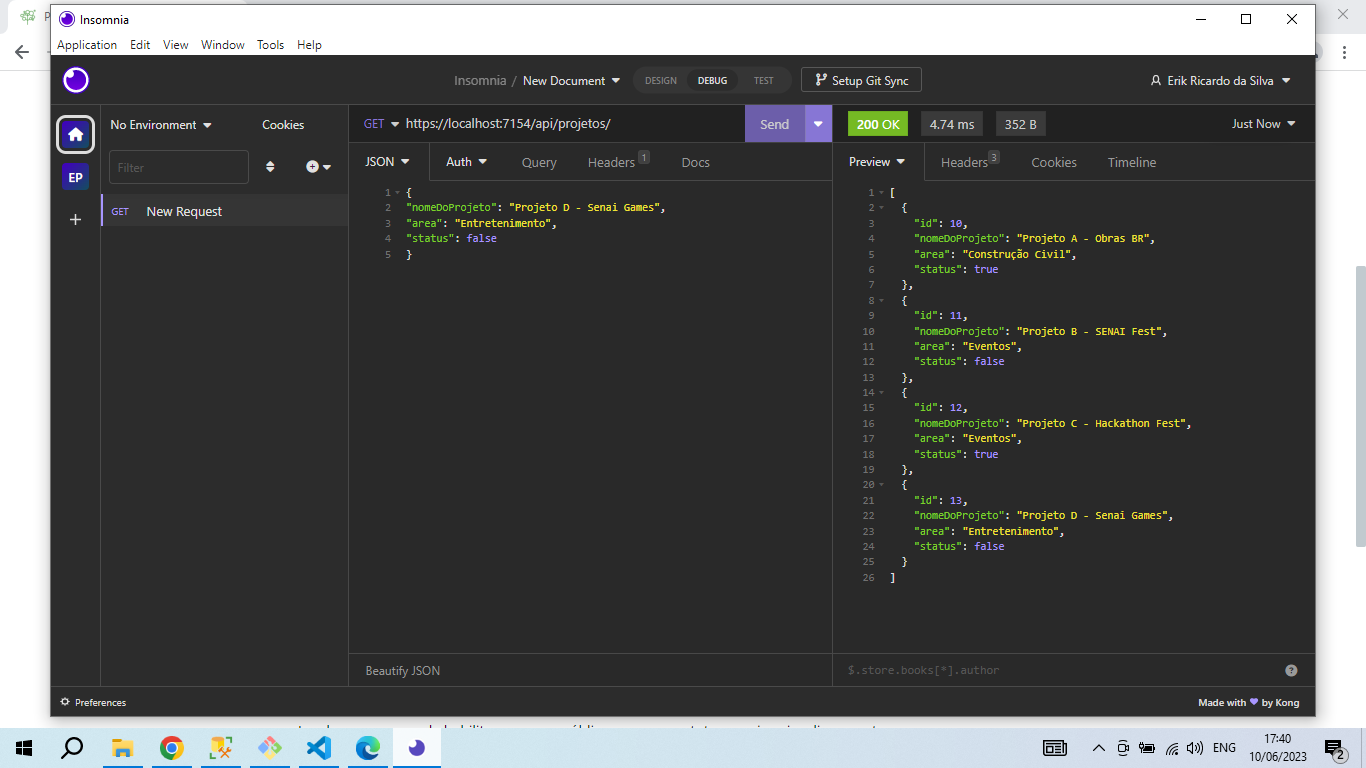 P
Insomnia
Application Edit View Window Tools Help
Insomnia / New Document DESIGN DEBUG TEST Setup Git Sync Erik Ricardo da Silva
No Environment Cookies
Filter
EP
GET New Request
GET https://localhost:7154/api/projetos/ Send
JSON Auth Query Headers 1 Docs
1 {
2 "nomeDoProjeto": "Projeto D - Senai Games",
3 "area": "Entretenimento",
4 "status": false
5 }
Beautify JSON
200 OK 4.74 ms 352 B Just Now
Preview Headers 3 Cookies Timeline
1 [
2 {
3 "id": 10,
4 "nomeDoProjeto": "Projeto A - Obras BR",
5 "area": "Construção Civil",
6 "status": true
7 },
8 {
9 "id": 11,
10 "nomeDoProjeto": "Projeto B - SENAI Fest",
11 "area": "Eventos",
12 "status": false
13 },
14 {
15 "id": 12,
16 "nomeDoProjeto": "Projeto C - Hackathon Fest",
17 "area": "Eventos",
18 "status": true
19 },
20 {
21 "id": 13,
22 "nomeDoProjeto": "Projeto D - Senai Games",
23 "area": "Entretenimento",
24 "status": false
25 }
26 ]
$.store.books[*].author ?
Preferences Made with ♥ by Kong
ENG 17:40
10/06/2023 2